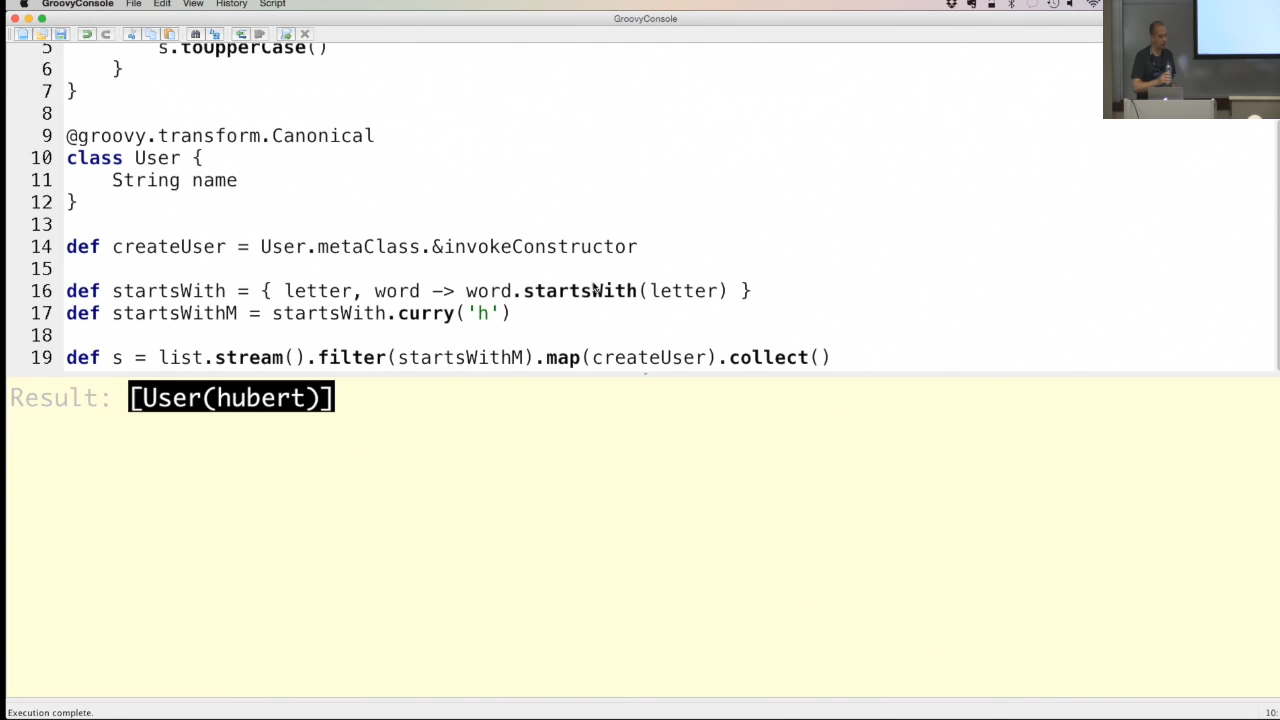 GroovyConsole File Edit View History Script
GroovyConsole
5 s.toUpperCase()
6 }
7 }
8
9 @groovy.transform.Canonical
10 class User {
11 String name
12 }
13
14 def createUser = User.metaClass.&invokeConstructor
15
16 def startsWith = { letter, word -> word.startsWith(letter) }
17 def startsWithM = startsWith.curry('h')
18
19 def s = list.stream().filter(startsWithM).map(createUser).collect()
Result: [User(hubert)]
Execution complete.
10: